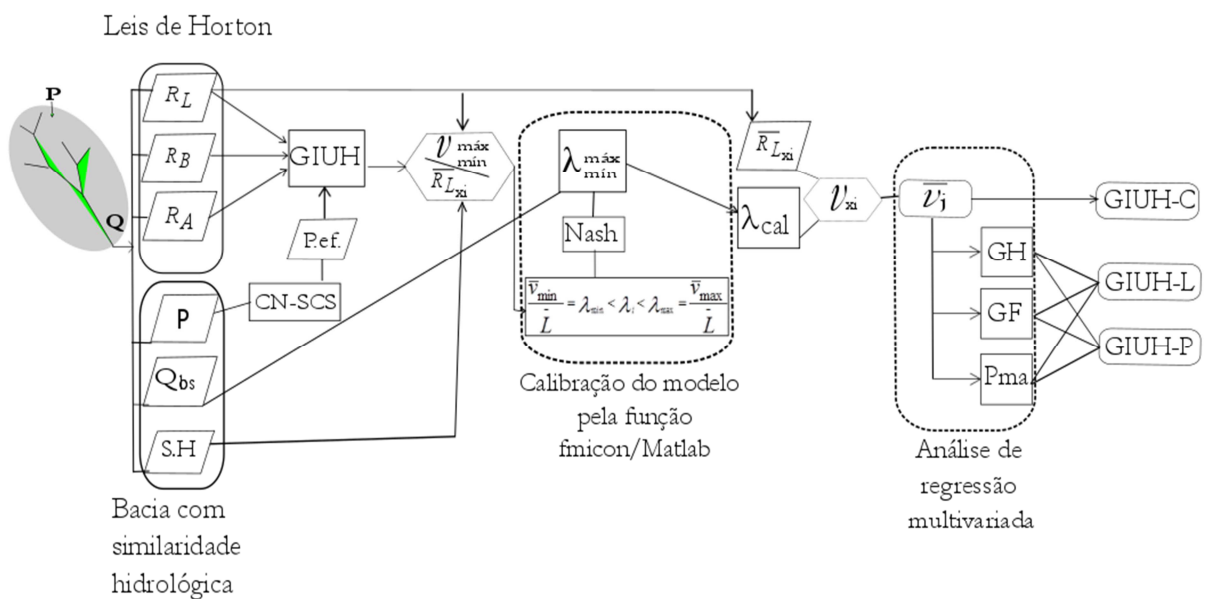 Leis de Horton
P
Q
R_L
R_B
R_A
P
Qbs
S.H
Bacia com
similaridade
hidrológica
GIUH
P.ef.
CN-SCS
v máx
mín
R̅_Lxi
λ máx
mín
Nash
v̅min/L̄ = λmin < λi < λmax = v̅max/L̄
Calibração do modelo
pela função
fmicon/Matlab
R̅_Lxi
λcal
νxi
ν̅j
GH
GF
Pma
Análise de
regressão
multivariada
GIUH-C
GIUH-L
GIUH-P